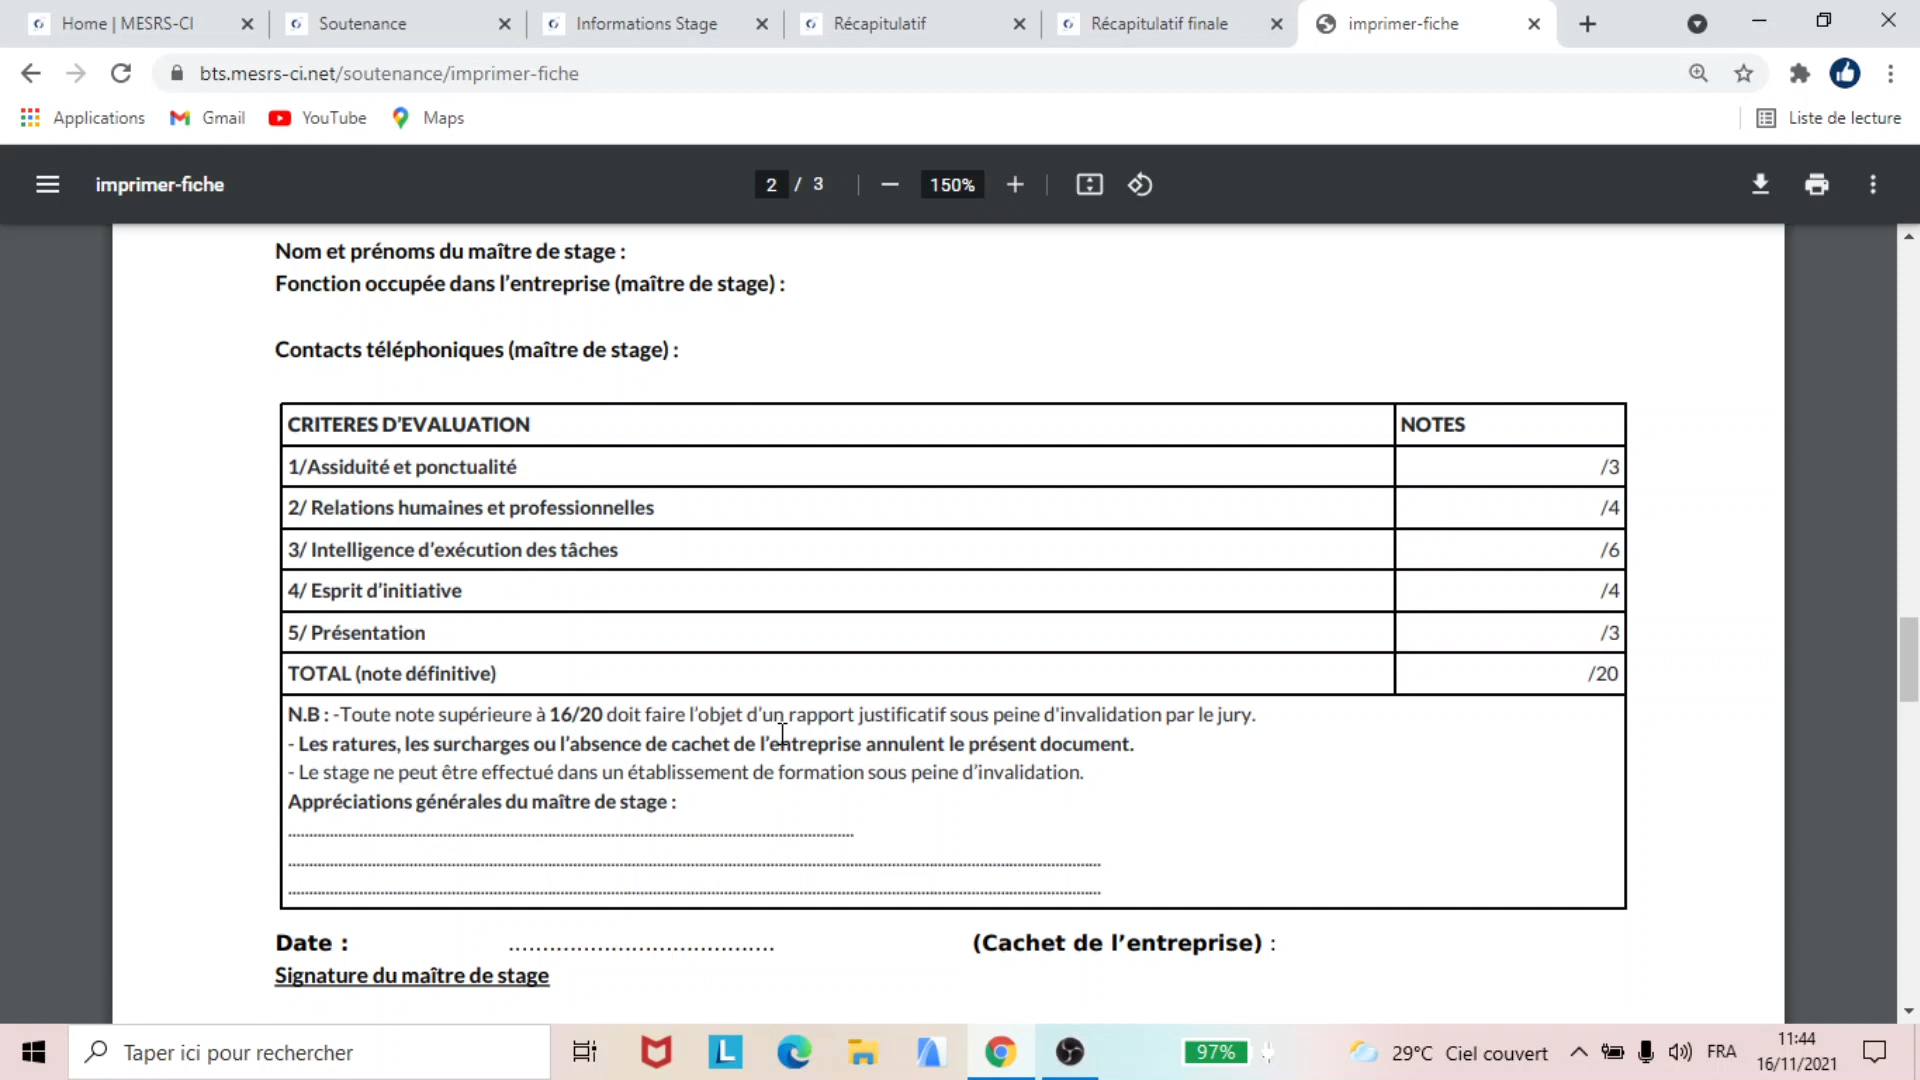 Home | MESRS-CI
Soutenance
Informations Stage
Récapitulatif
Récapitulatif finale
imprimer-fiche
bts.mesrs-ci.net/soutenance/imprimer-fiche
Applications Gmail YouTube Maps Liste de lecture
imprimer-fiche 2 / 3 150%
Nom et prénoms du maître de stage :
Fonction occupée dans l’entreprise (maître de stage) :
Contacts téléphoniques (maître de stage) :
CRITERES D’EVALUATION NOTES
1/Assiduité et ponctualité /3
2/ Relations humaines et professionnelles /4
3/ Intelligence d’exécution des tâches /6
4/ Esprit d’initiative /4
5/ Présentation /3
TOTAL (note définitive) /20
N.B : -Toute note supérieure à 16/20 doit faire l’objet d’un rapport justificatif sous peine d'invalidation par le jury.
- Les ratures, les surcharges ou l’absence de cachet de l’entreprise annulent le présent document.
- Le stage ne peut être effectué dans un établissement de formation sous peine d’invalidation.
Appréciations générales du maître de stage :
Date : ....................................... (Cachet de l’entreprise) :
Signature du maître de stage
Taper ici pour rechercher
97%
29°C Ciel couvert
FRA
11:44
16/11/2021